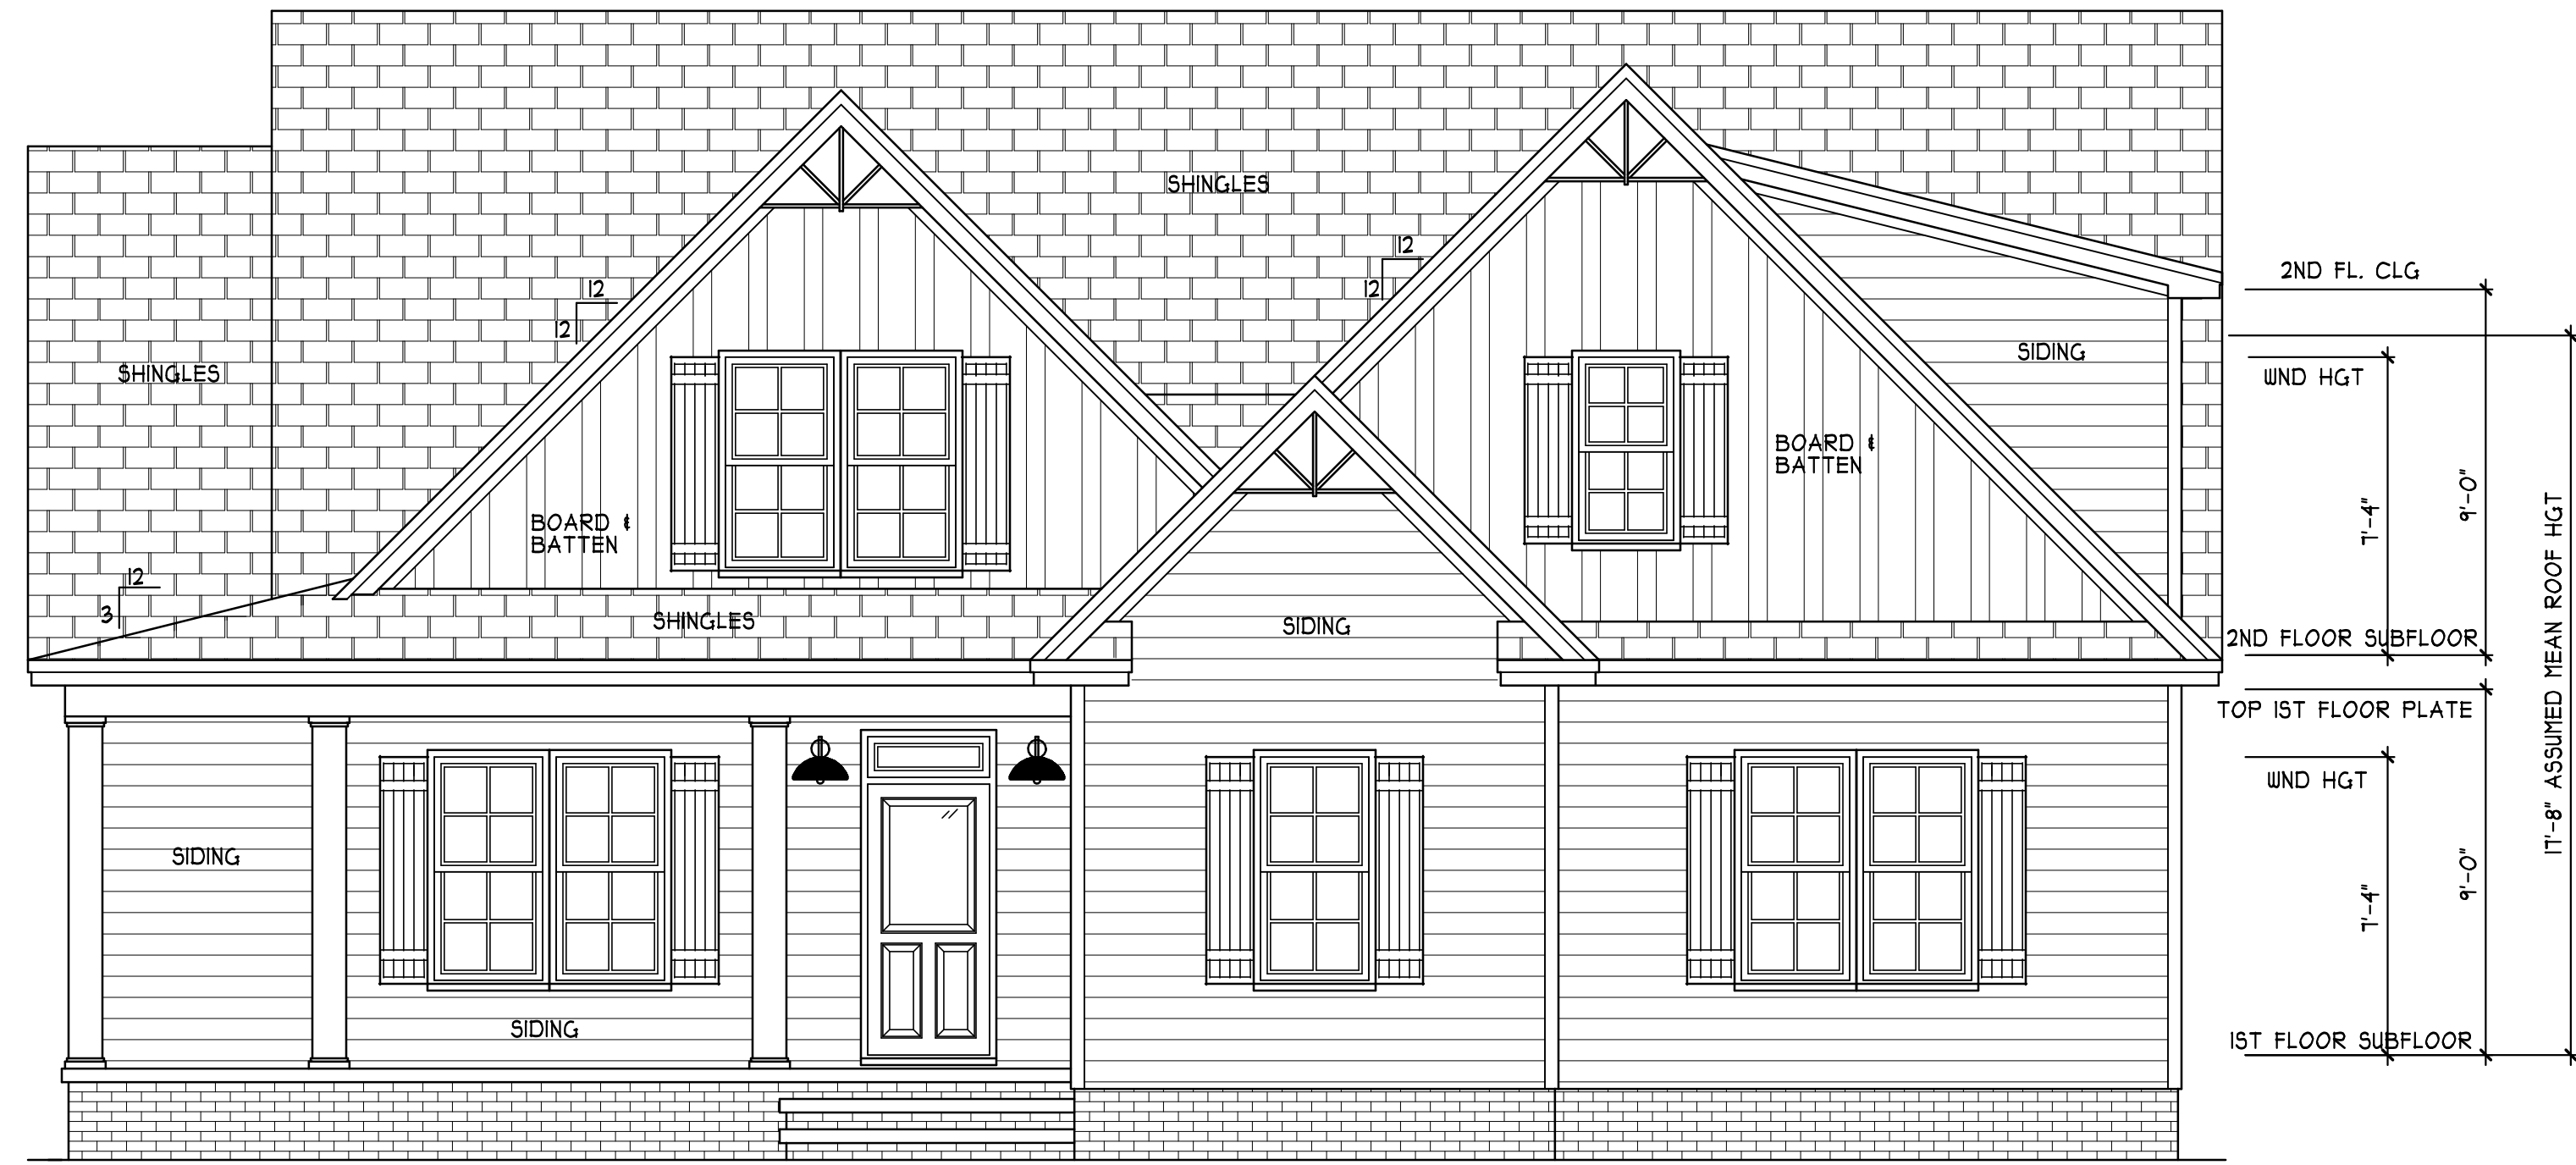 SHINGLES
12
12
12
12
2ND FL. CLG
SIDING
SHINGLES
WND HGT
BOARD &
BATTEN
7'-4"
9'-0"
BOARD &
BATTEN
12
3
SHINGLES
SIDING
17'-8" ASSUMED MEAN ROOF HGT
2ND FLOOR SUBFLOOR
TOP 1ST FLOOR PLATE
WND HGT
SIDING
7'-4"
9'-0"
SIDING
1ST FLOOR SUBFLOOR